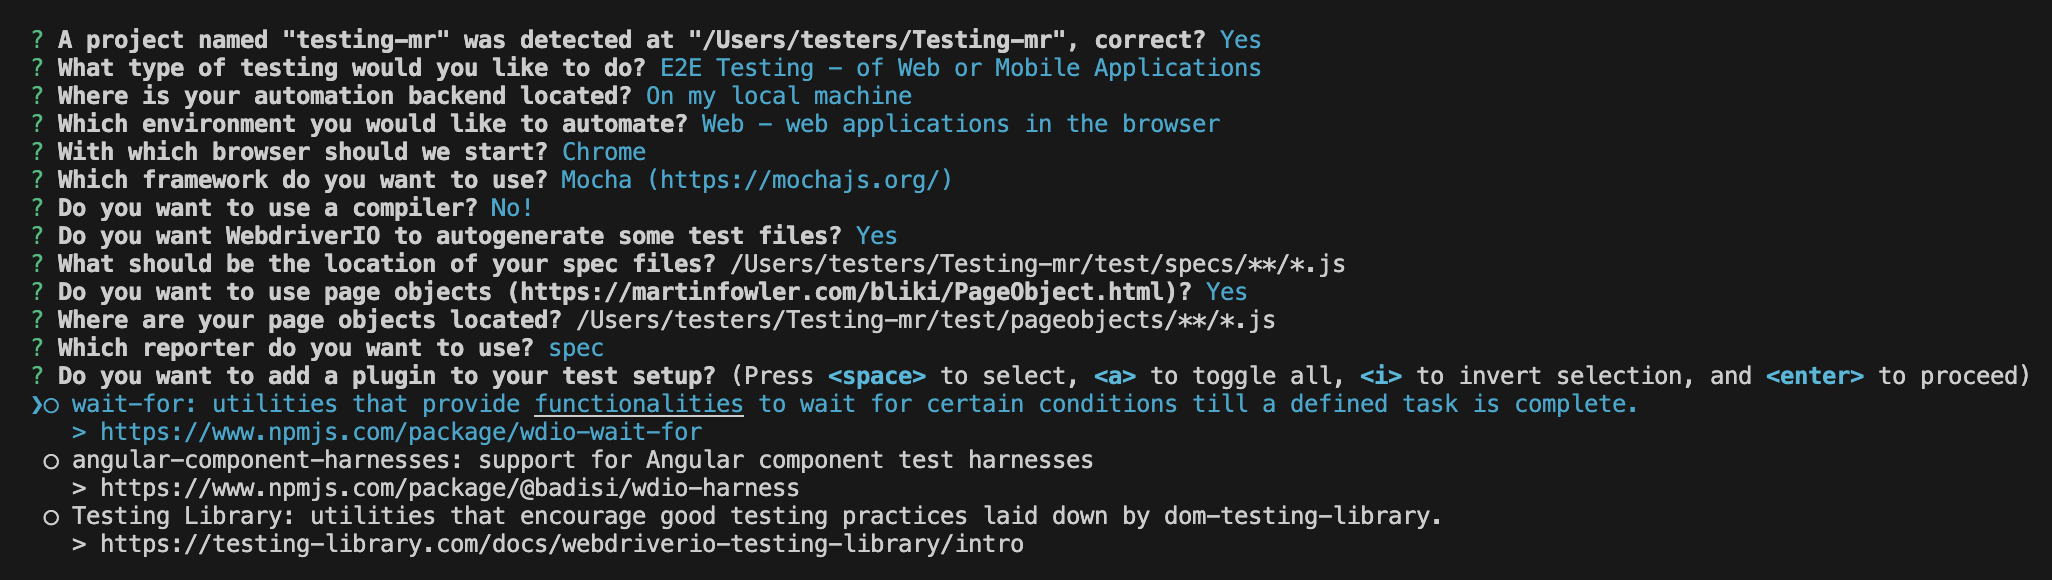 ? A project named "testing-mr" was detected at "/Users/testers/Testing-mr", correct? Yes
? What type of testing would you like to do? E2E Testing - of Web or Mobile Applications
? Where is your automation backend located? On my local machine
? Which environment you would like to automate? Web - web applications in the browser
? With which browser should we start? Chrome
? Which framework do you want to use? Mocha (https://mochajs.org/)
? Do you want to use a compiler? No!
? Do you want WebdriverIO to autogenerate some test files? Yes
? What should be the location of your spec files? /Users/testers/Testing-mr/test/specs/**/*.js
? Do you want to use page objects (https://martinfowler.com/bliki/PageObject.html)? Yes
? Where are your page objects located? /Users/testers/Testing-mr/test/pageobjects/**/*.js
? Which reporter do you want to use? spec
? Do you want to add a plugin to your test setup? (Press <space> to select, <a> to toggle all, <i> to invert selection, and <enter> to proceed)
❯○ wait-for: utilities that provide functionalities to wait for certain conditions till a defined task is complete.
> https://www.npmjs.com/package/wdio-wait-for
○ angular-component-harnesses: support for Angular component test harnesses
> https://www.npmjs.com/package/@badisi/wdio-harness
○ Testing Library: utilities that encourage good testing practices laid down by dom-testing-library.
> https://testing-library.com/docs/webdriverio-testing-library/intro